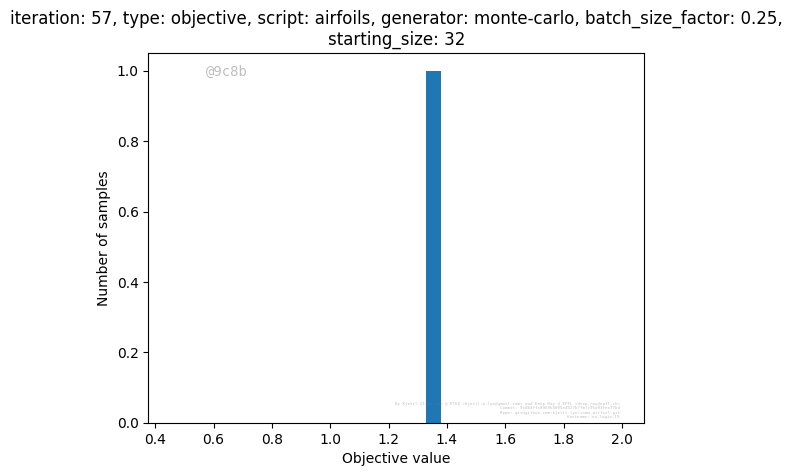 iteration: 57, type: objective, script: airfoils, generator: monte-carlo, batch_size_factor: 0.25,
starting_size: 32
@9c8b
1.0
0.8
0.6
0.4
0.2
0.0
Number of samples
0.4 0.6 0.8 1.0 1.2 1.4 1.6 1.8 2.0
Objective value